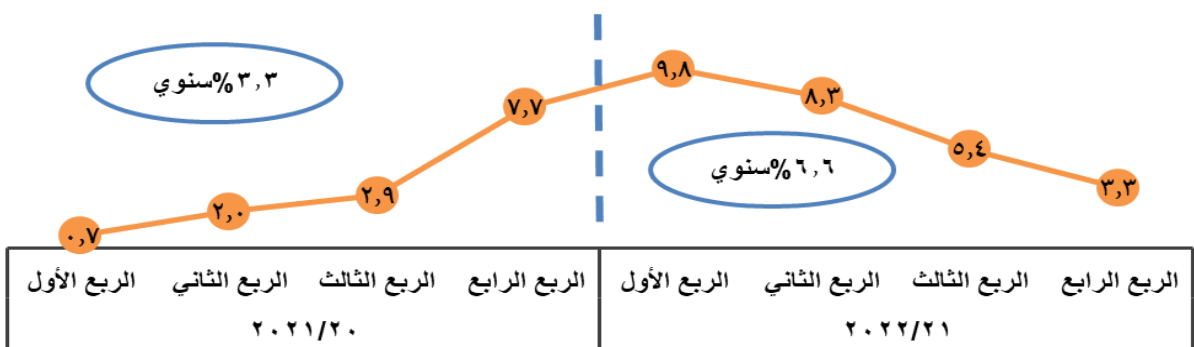 ٣,٣%سنوي
٠,٧
٢,٠
٢,٩
٧,٧
٩,٨
٨,٣
٥,٤
٣,٣
٦,٦%سنوي
الربع الأول
الربع الثاني
الربع الثالث
الربع الرابع
الربع الأول
الربع الثاني
الربع الثالث
الربع الرابع
٢٠٢١/٢٠
٢٠٢٢/٢١